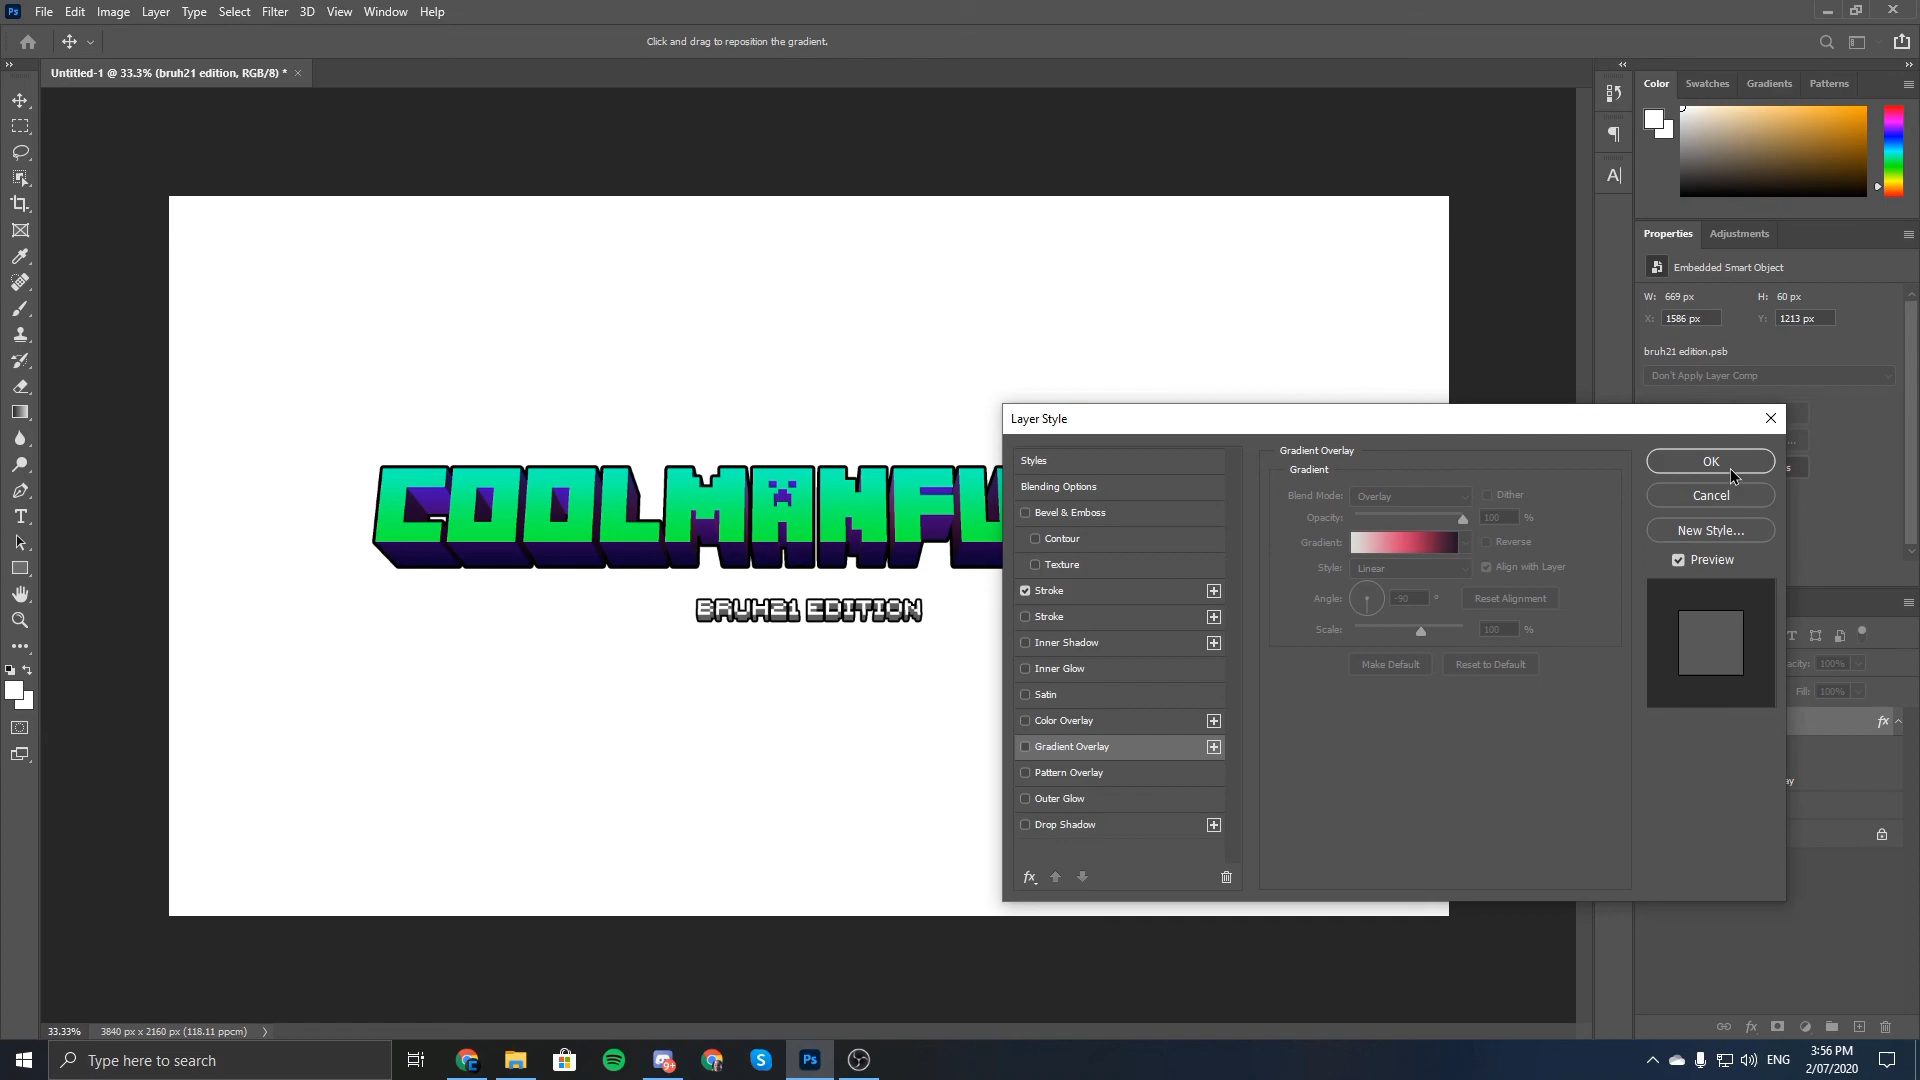 Ps File Edit Image Layer Type Select Filter 3D View Window Help
Click and drag to reposition the gradient.
Untitled-1 @ 33.3% (bruh21 edition, RGB/8) *
Color Swatches Gradients Patterns
Properties Adjustments
Embedded Smart Object
W: 669 px H: 60 px
X: 1586 px Y: 1213 px
bruh21 edition.psb
Don't Apply Layer Comp
COOLMANFU
BRUH21 EDITION
Layer Style
Styles
Blending Options
Bevel & Emboss
Contour
Texture
Stroke
Stroke
Inner Shadow
Inner Glow
Satin
Color Overlay
Gradient Overlay
Pattern Overlay
Outer Glow
Drop Shadow
fx
Gradient Overlay
Gradient
Blend Mode: Overlay Dither
Opacity: 100 %
Gradient: Reverse
Style: Linear Align with Layer
Angle: -90 ° Reset Alignment
Scale: 100 %
Make Default Reset to Default
OK
Cancel
New Style...
Preview
acity: 100%
Fill: 100%
fx
ay
33.33% 3840 px x 2160 px (118.11 ppcm)
Type here to search
9+
Ps
ENG
3:56 PM
2/07/2020